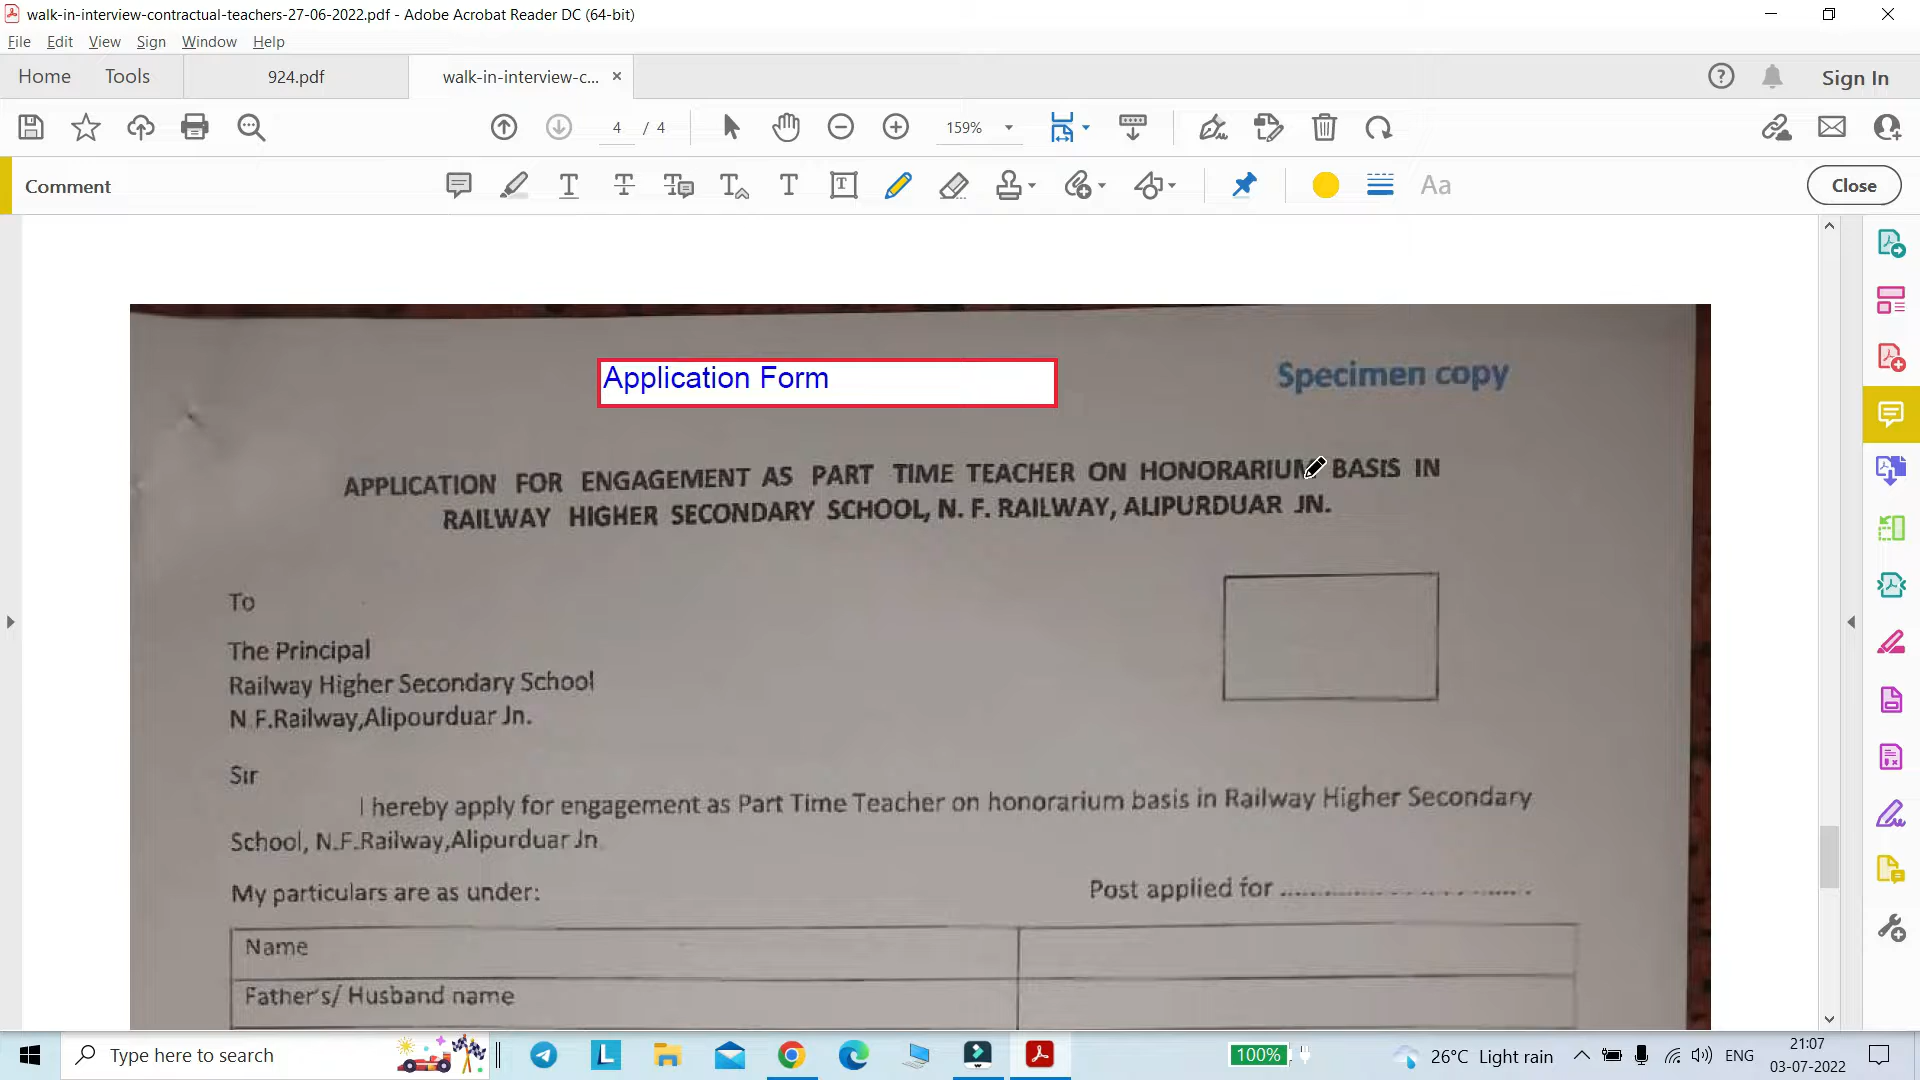 walk-in-interview-contractual-teachers-27-06-2022.pdf - Adobe Acrobat Reader DC (64-bit)
File Edit View Sign Window Help
Home Tools 924.pdf walk-in-interview-c... Sign In
4 / 4 159%
Comment Close
Application Form
Specimen copy
APPLICATION FOR ENGAGEMENT AS PART TIME TEACHER ON HONORARIUM BASIS IN
RAILWAY HIGHER SECONDARY SCHOOL, N. F. RAILWAY, ALIPURDUAR JN.
To
The Principal
Railway Higher Secondary School
N.F.Railway,Alipourduar Jn.
Sir
I hereby apply for engagement as Part Time Teacher on honorarium basis in Railway Higher Secondary
School, N.F.Railway,Alipurduar Jn
My particulars are as under: Post applied for ................................
Name
Father's/ Husband name
Type here to search
100%
26°C Light rain
ENG
21:07
03-07-2022